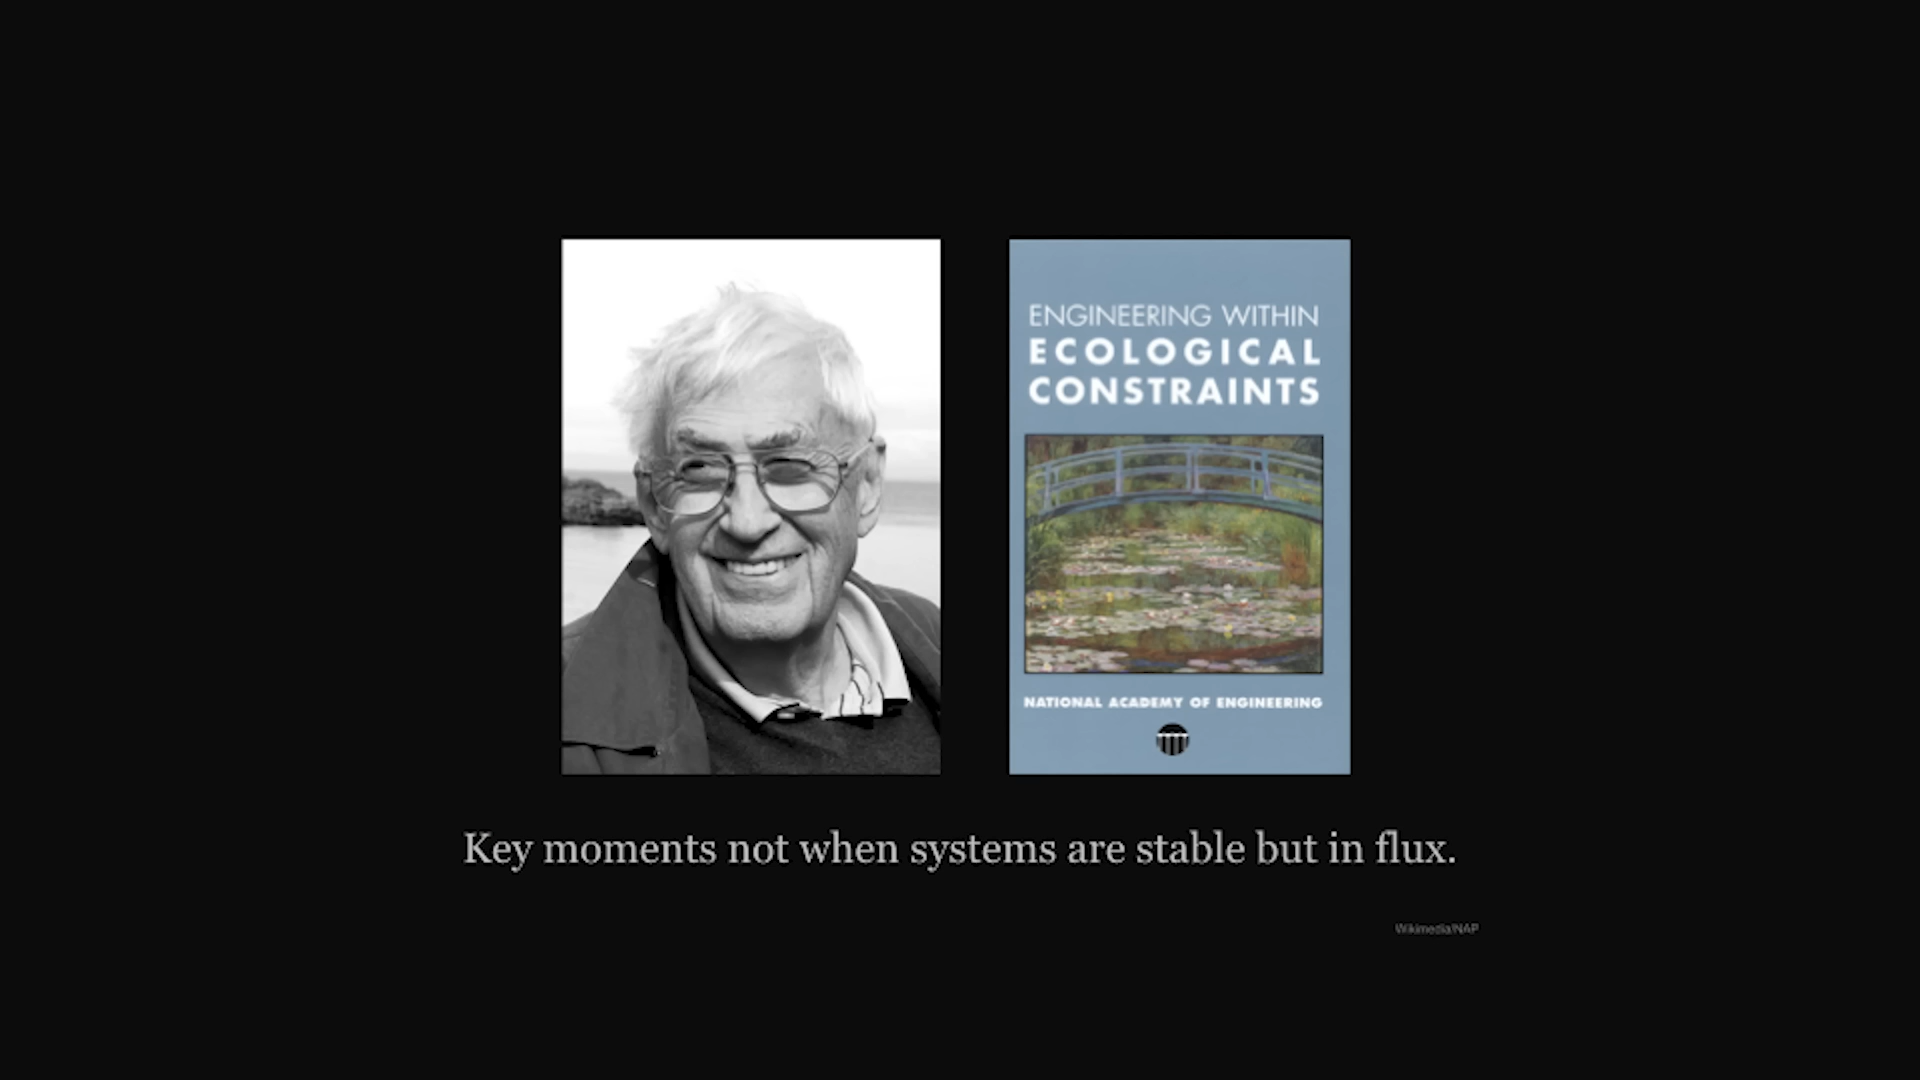 ENGINEERING WITHIN
ECOLOGICAL
CONSTRAINTS
NATIONAL ACADEMY OF ENGINEERING
Key moments not when systems are stable but in flux.
Wikimedia/NAP